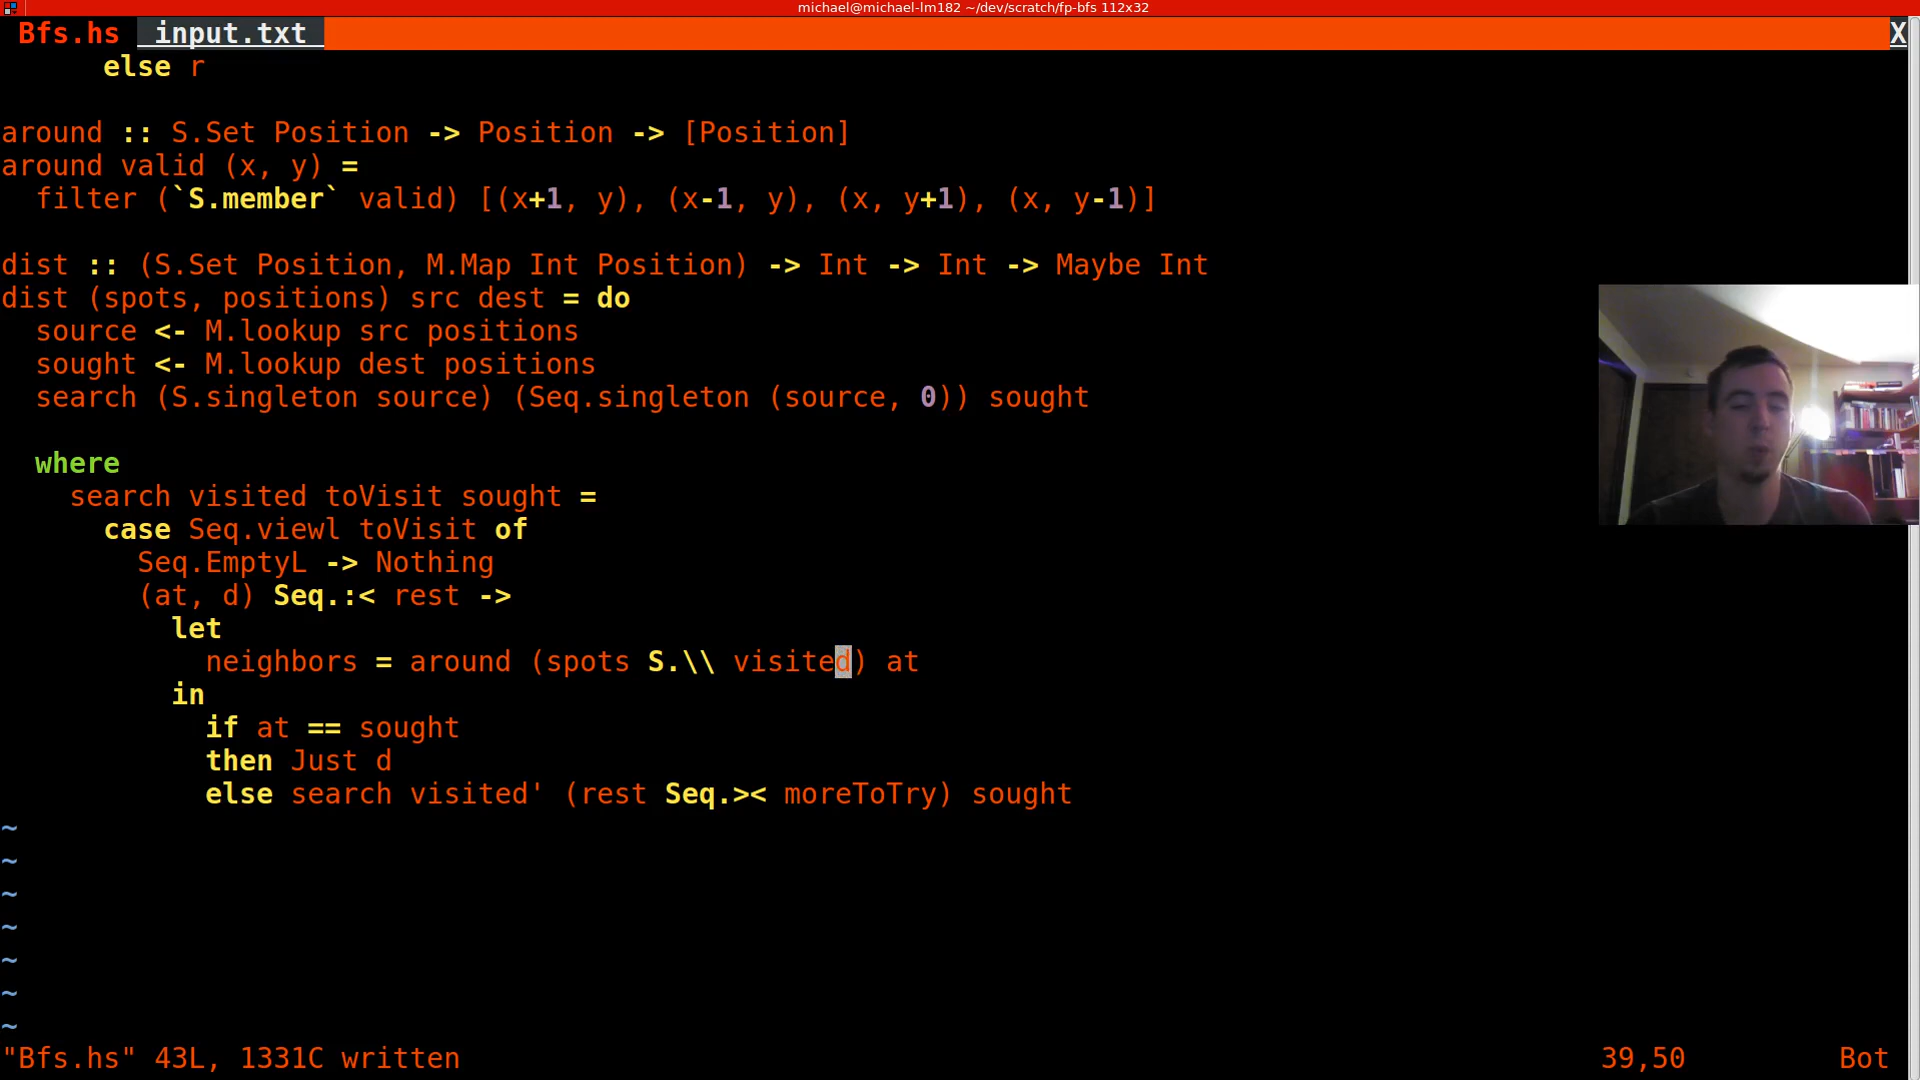 michael@michael-lm182 ~/dev/scratch/fp-bfs 112x32
Bfs.hs input.txt X
else r
around :: S.Set Position -> Position -> [Position]
around valid (x, y) =
filter (`S.member` valid) [(x+1, y), (x-1, y), (x, y+1), (x, y-1)]
dist :: (S.Set Position, M.Map Int Position) -> Int -> Int -> Maybe Int
dist (spots, positions) src dest = do
source <- M.lookup src positions
sought <- M.lookup dest positions
search (S.singleton source) (Seq.singleton (source, 0)) sought
where
search visited toVisit sought =
case Seq.viewl toVisit of
Seq.EmptyL -> Nothing
(at, d) Seq.:< rest ->
let
neighbors = around (spots S.\\ visited) at
in
if at == sought
then Just d
else search visited' (rest Seq.>< moreToTry) sought
~
~
~
~
~
~
~
"Bfs.hs" 43L, 1331C written 39,50 Bot